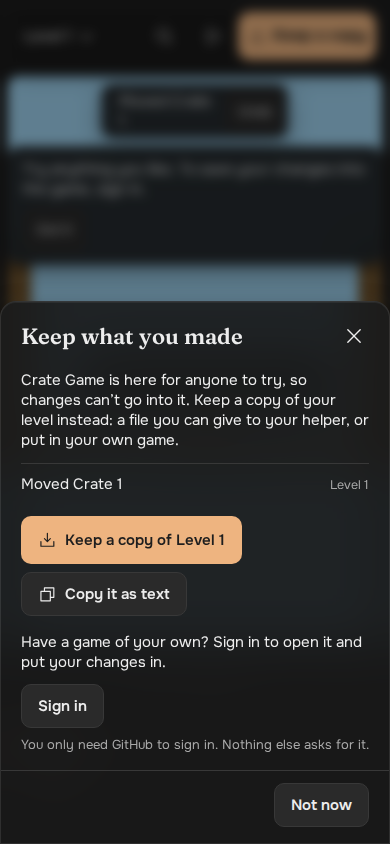 Keep what you made
Crate Game is here for anyone to try, so
changes can’t go into it. Keep a copy of your
level instead: a file you can give to your helper, or
put in your own game.
Moved Crate 1
Level 1
Keep a copy of Level 1
Copy it as text
Have a game of your own? Sign in to open it and
put your changes in.
Sign in
You only need GitHub to sign in. Nothing else asks for it.
Not now